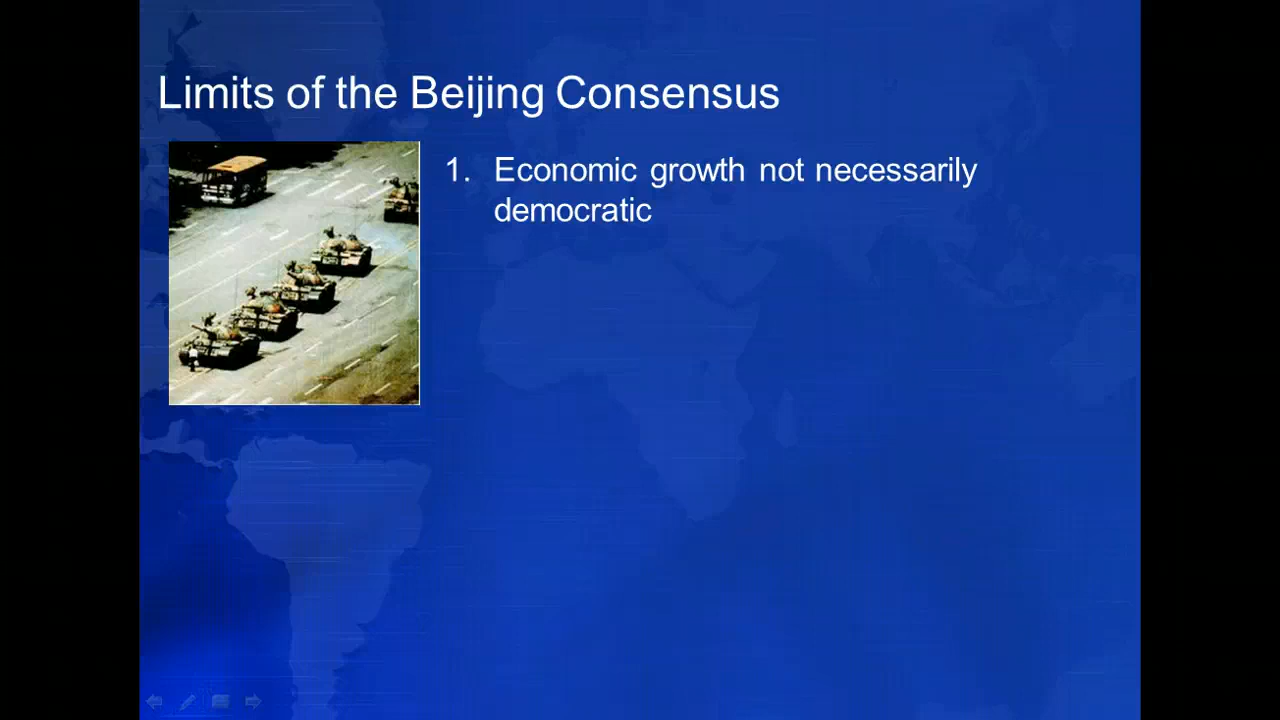 Limits of the Beijing Consensus
1. Economic growth not necessarily
democratic